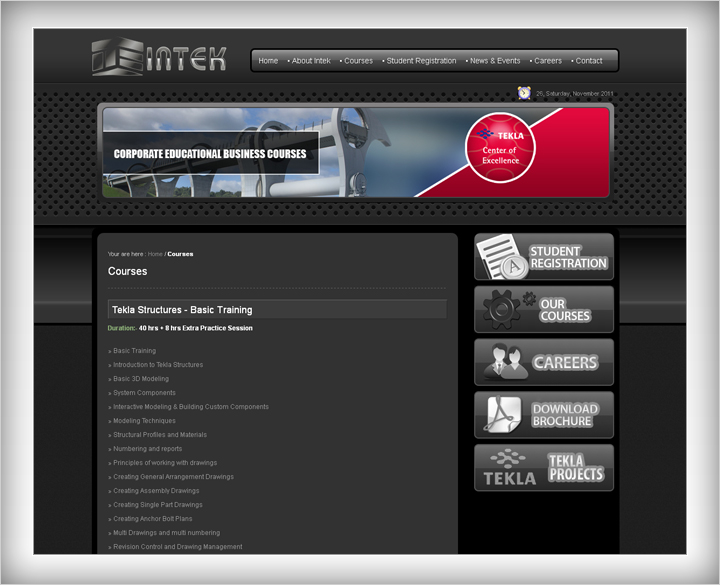 INTEK
Home • About Intek • Courses • Student Registration • News & Events • Careers • Contact
26, Saturday, November 2011
CORPORATE EDUCATIONAL BUSINESS COURSES
TEKLA
Center of
Excellence
Your are here : Home / Courses
Courses
Tekla Structures - Basic Training
Duration:- 40 hrs + 8 hrs Extra Practice Session
» Basic Training
» Introduction to Tekla Structures
» Basic 3D Modeling
» System Components
» Interactive Modeling & Building Custom Components
» Modeling Techniques
» Structural Profiles and Materials
» Numbering and reports
» Principles of working with drawings
» Creating General Arrangement Drawings
» Creating Assembly Drawings
» Creating Single Part Drawings
» Creating Anchor Bolt Plans
» Multi Drawings and multi numbering
» Revision Control and Drawing Management
A
STUDENT
REGISTRATION
OUR
COURSES
CAREERS
DOWNLOAD
BROCHURE
TEKLA
TEKLA
PROJECTS